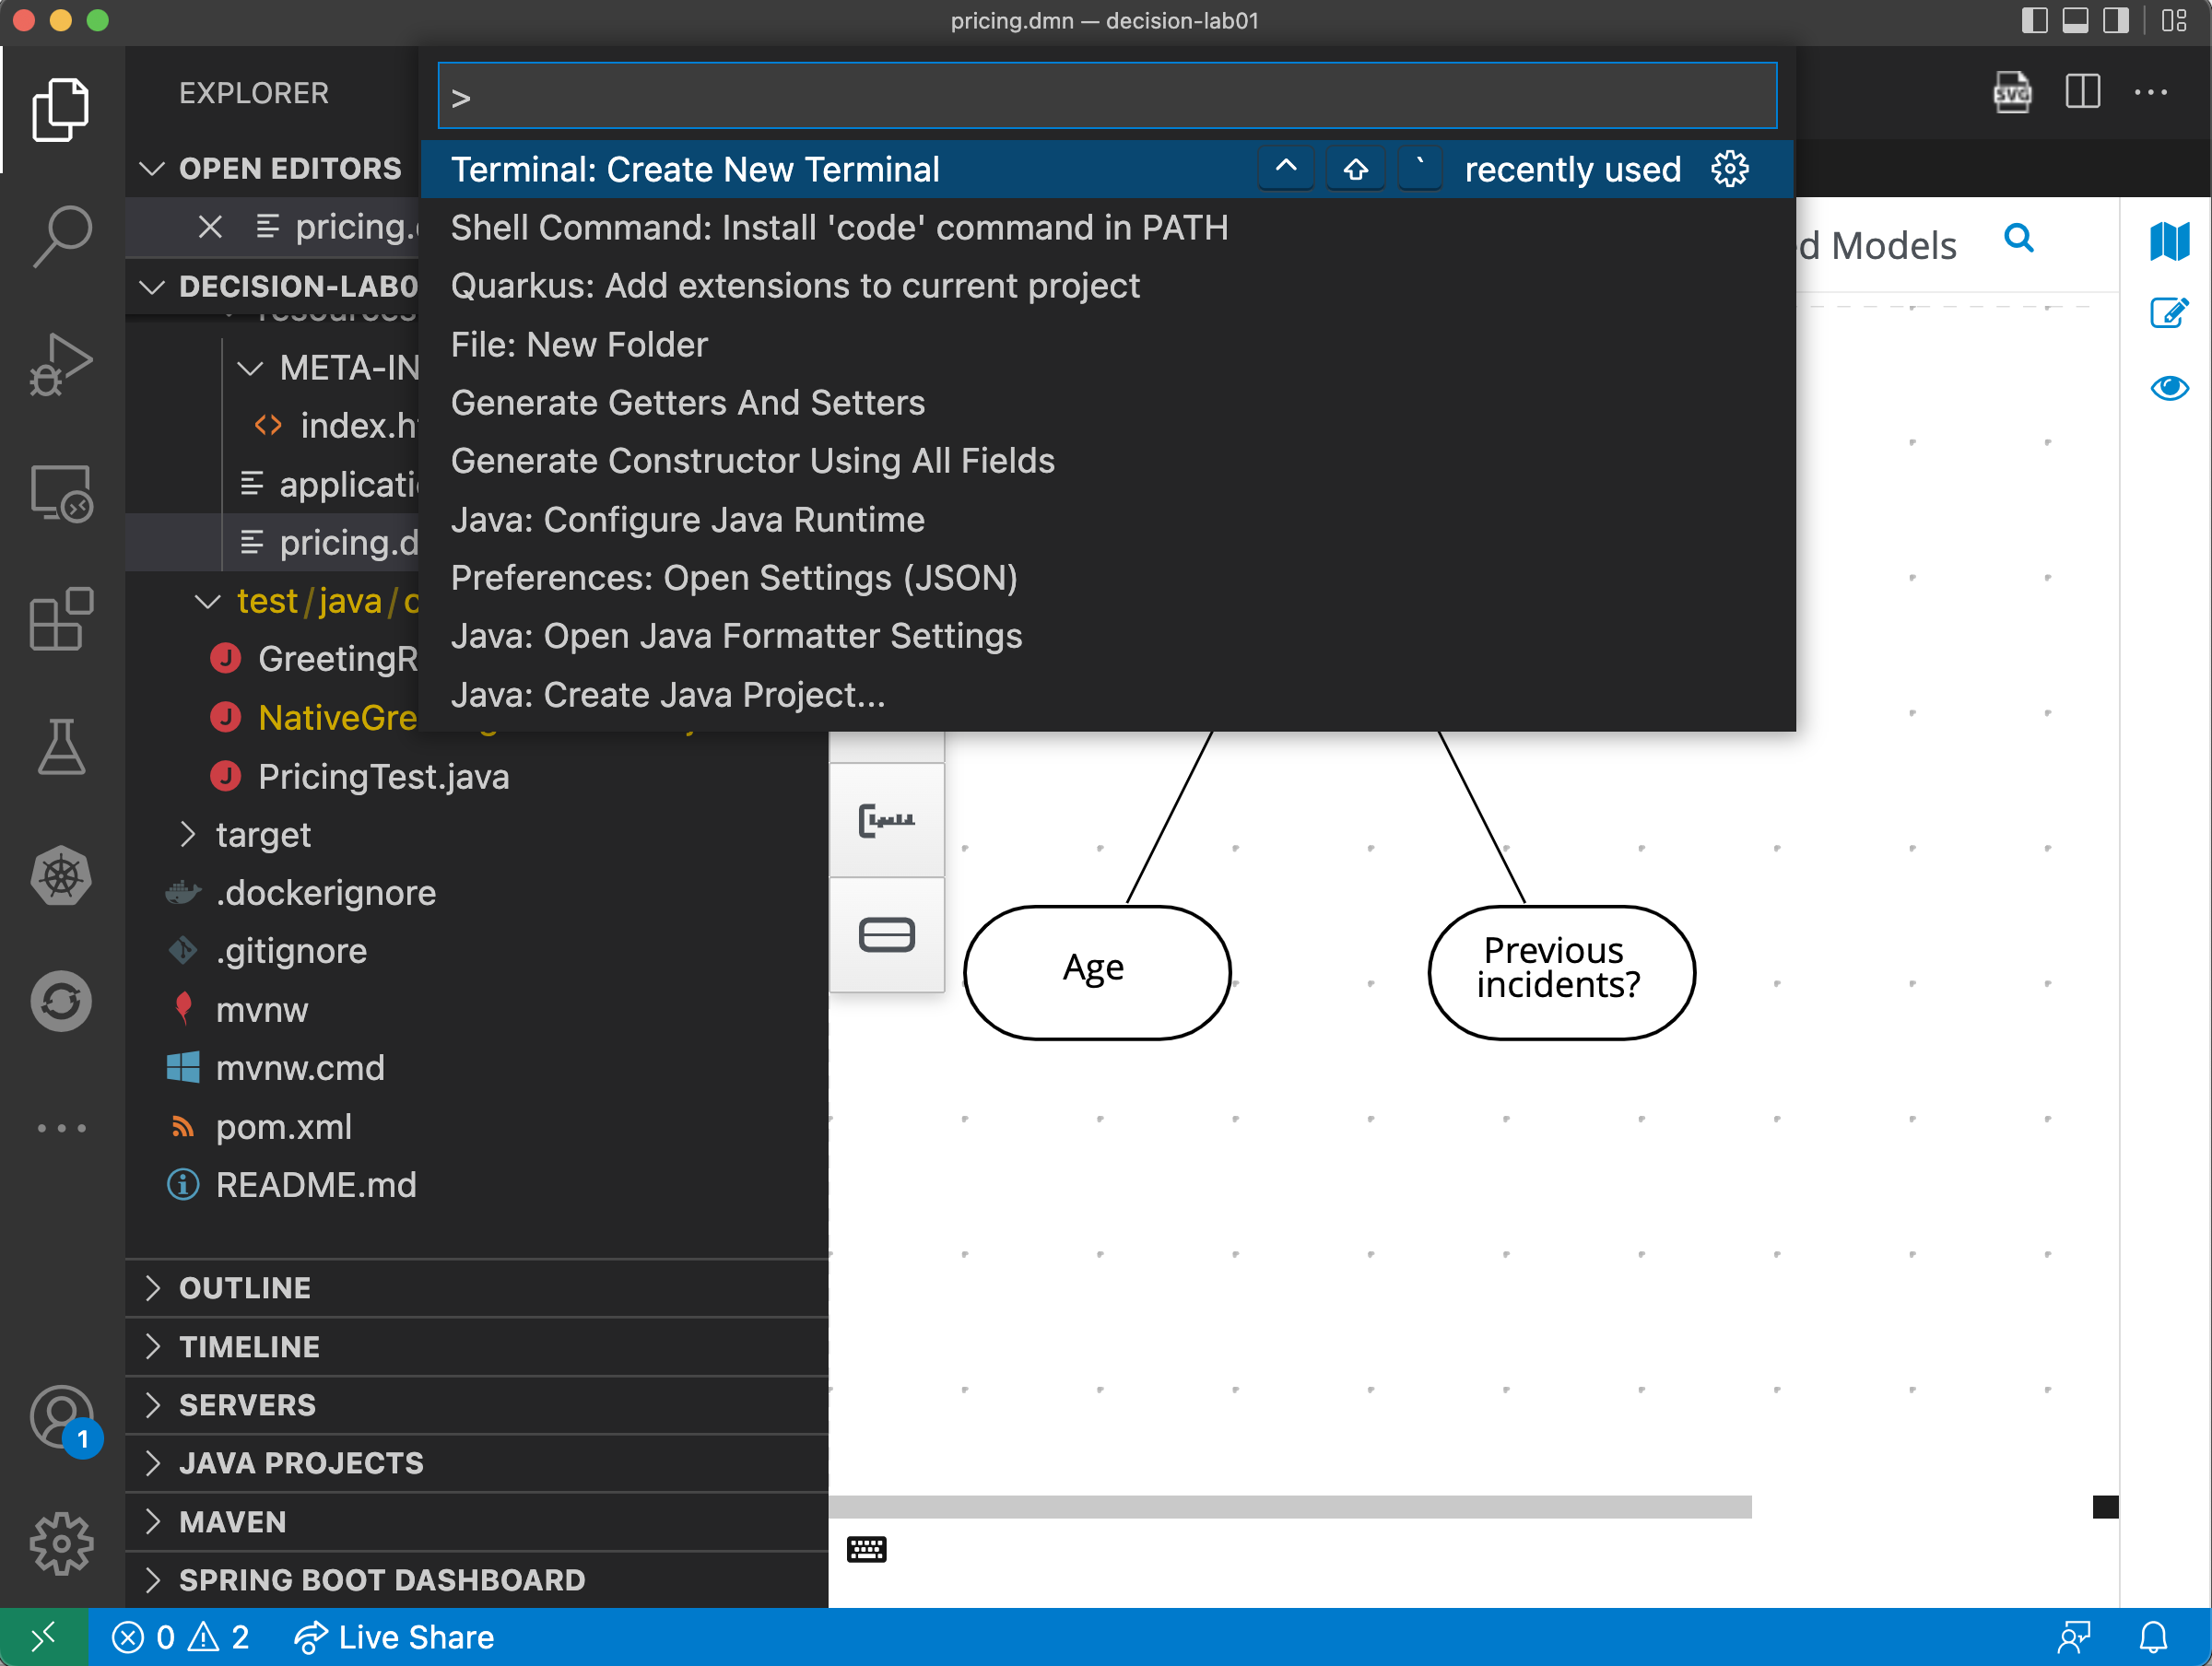 pricing.dmn — decision-lab01
EXPLORER
>
SVG
OPEN EDITORS
Terminal: Create New Terminal ^ ⇧ ` recently used
pricing.
Shell Command: Install 'code' command in PATH
d Models
DECISION-LAB0
Quarkus: Add extensions to current project
resources
File: New Folder
META-IN
Generate Getters And Setters
index.h
Generate Constructor Using All Fields
applicati
Java: Configure Java Runtime
pricing.d
Preferences: Open Settings (JSON)
test/java/c
Java: Open Java Formatter Settings
GreetingR
Java: Create Java Project...
NativeGre
PricingTest.java
target
.dockerignore
.gitignore
mvnw
mvnw.cmd
pom.xml
README.md
Age
Previous
incidents?
OUTLINE
TIMELINE
SERVERS
JAVA PROJECTS
MAVEN
SPRING BOOT DASHBOARD
1
0 2 Live Share